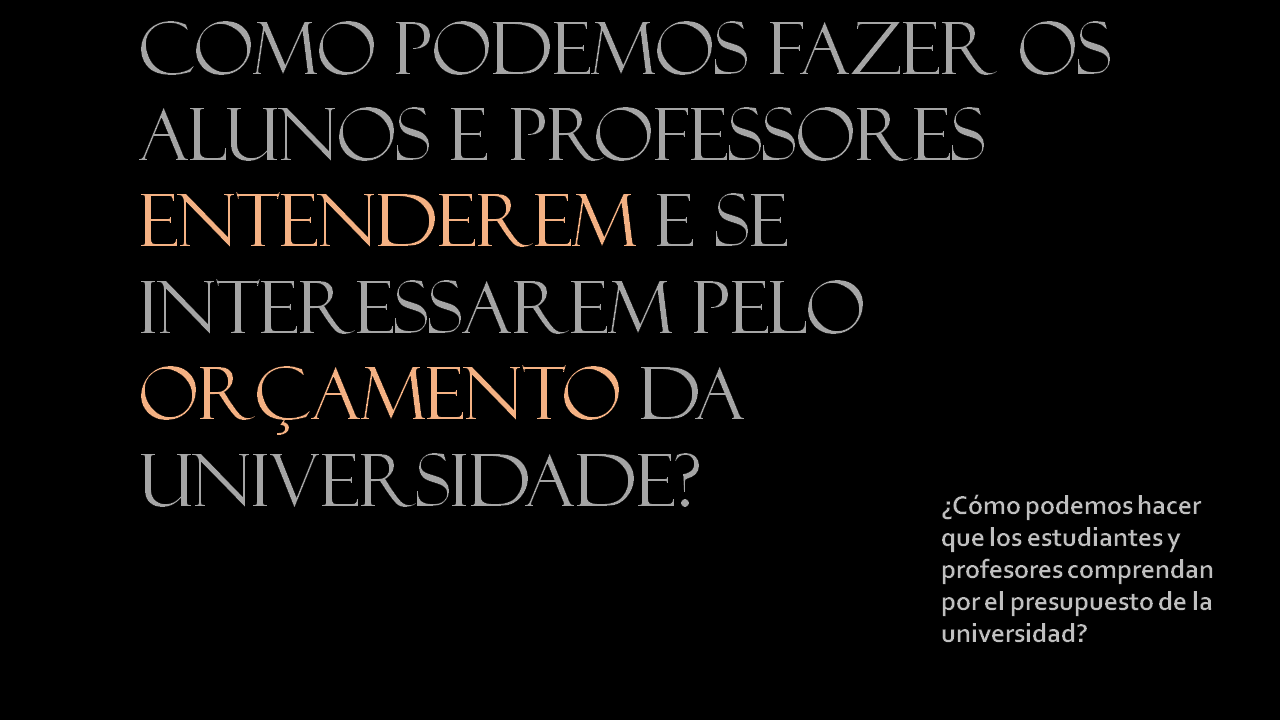 COMO PODEMOS FAZER OS
ALUNOS E PROFESSORES
ENTENDEREM E SE
INTERESSAREM PELO
ORÇAMENTO DA
UNIVERSIDADE?
¿Cómo podemos hacer
que los estudiantes y
profesores comprendan
por el presupuesto de la
universidad?